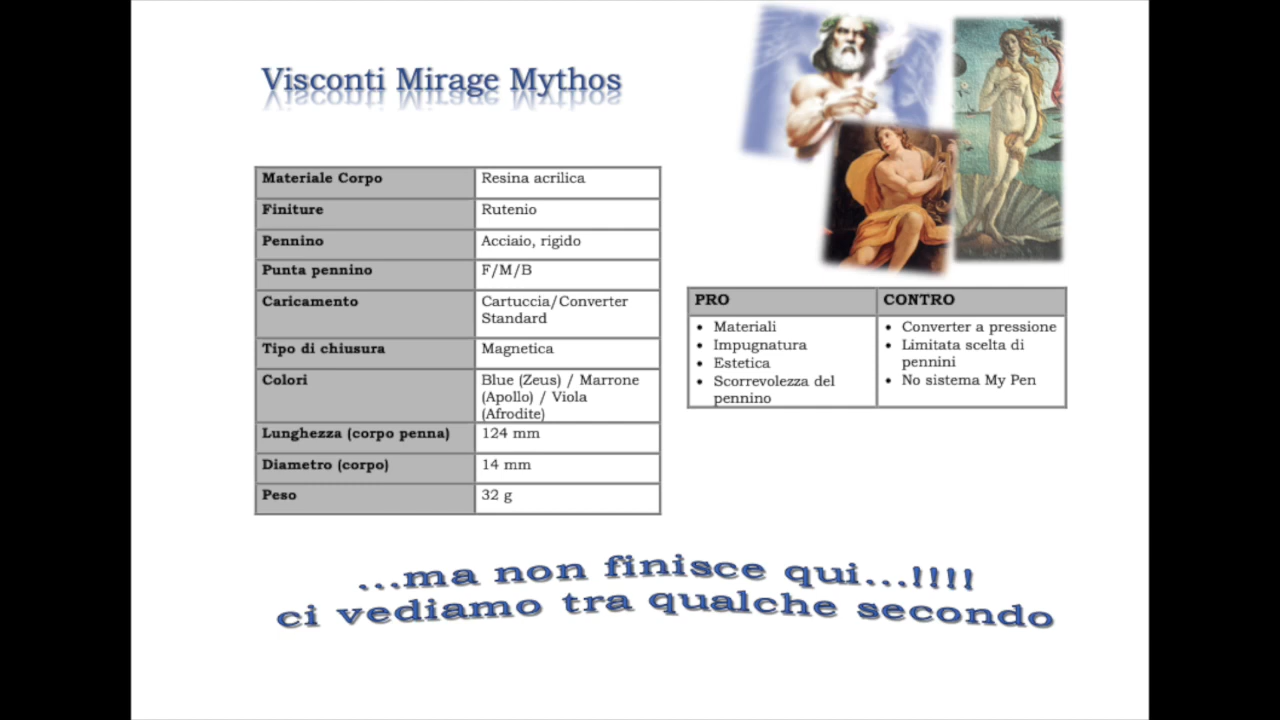 Visconti Mirage Mythos
Materiale Corpo
Resina acrilica
Finiture
Rutenio
Pennino
Acciaio, rigido
Punta pennino
F/M/B
Caricamento
Cartuccia/Converter
Standard
Tipo di chiusura
Magnetica
Colori
Blue (Zeus) / Marrone
(Apollo) / Viola
(Afrodite)
Lunghezza (corpo penna)
124 mm
Diametro (corpo)
14 mm
Peso
32 g
PRO
• Materiali
• Impugnatura
• Estetica
• Scorrevolezza del
pennino
CONTRO
• Converter a pressione
• Limitata scelta di
pennini
• No sistema My Pen
...ma non finisce qui...!!!!
ci vediamo tra qualche secondo